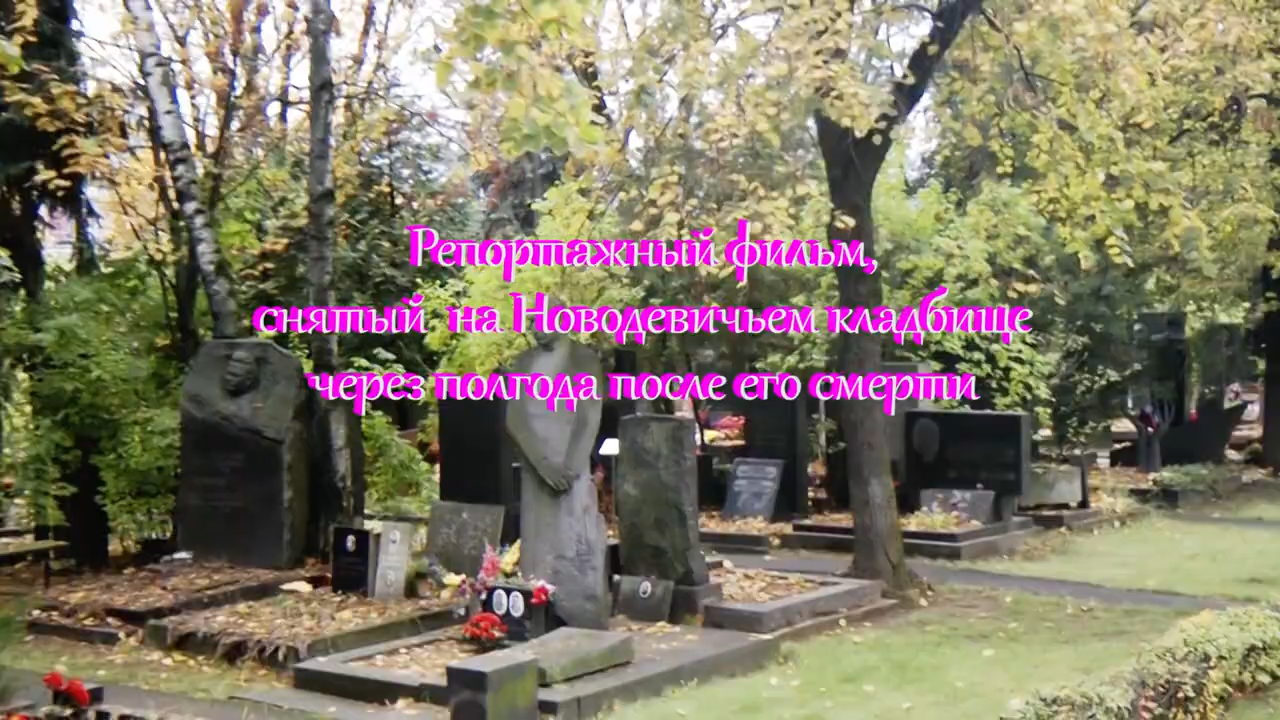 Репортажный фильм,
снятый на Новодевичьем кладбище
через полгода после его смерти